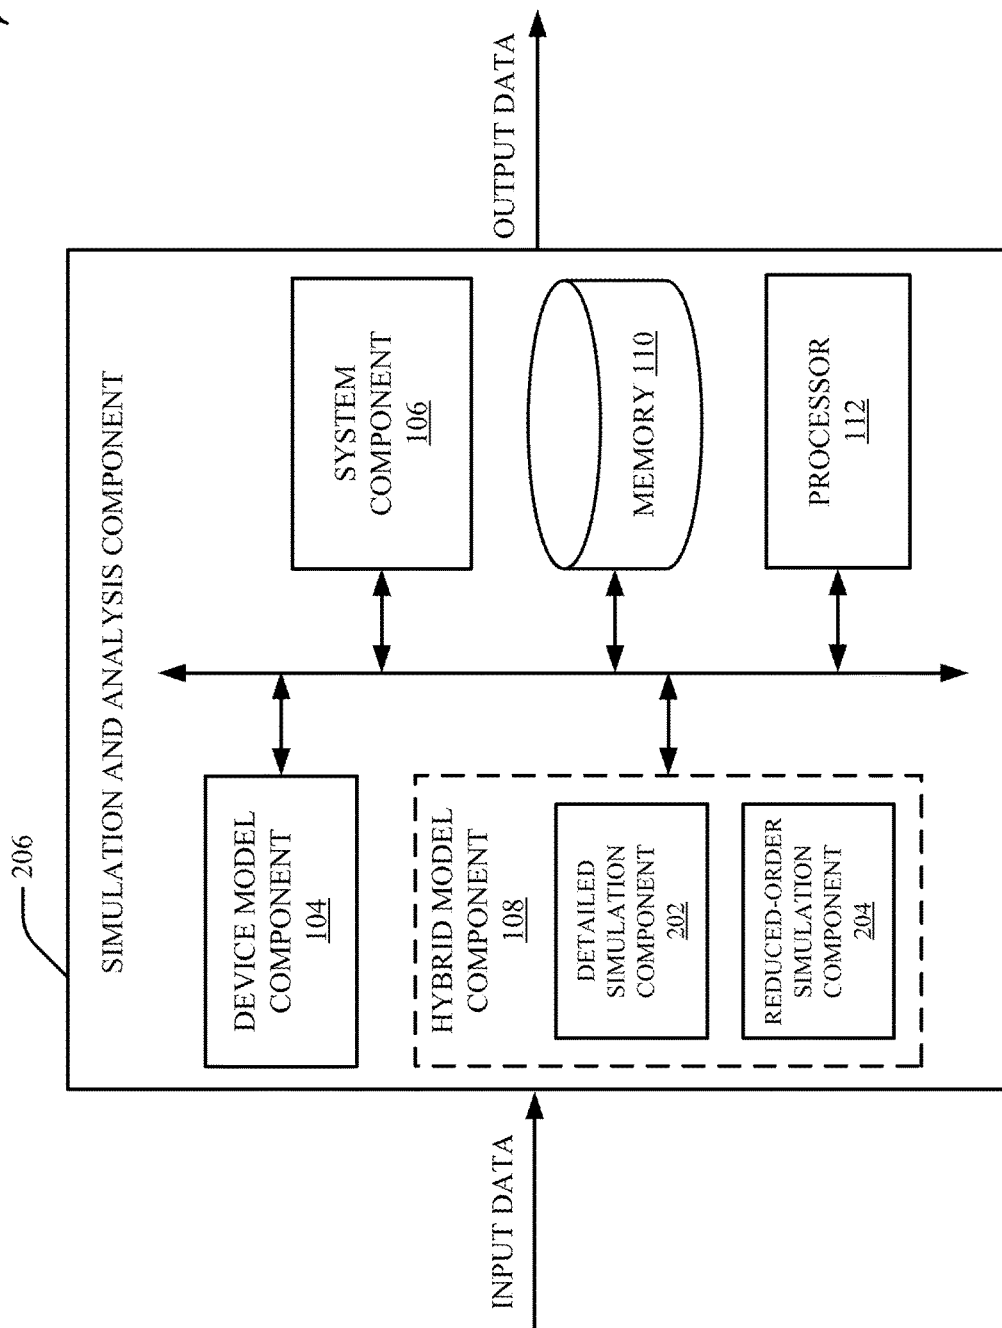 206
SIMULATION AND ANALYSIS COMPONENT
INPUT DATA
DEVICE MODEL
COMPONENT
104
HYBRID MODEL
COMPONENT
108
DETAILED
SIMULATION
COMPONENT
202
REDUCED-ORDER
SIMULATION
COMPONENT
204
SYSTEM
COMPONENT
106
MEMORY 110
PROCESSOR
112
OUTPUT DATA